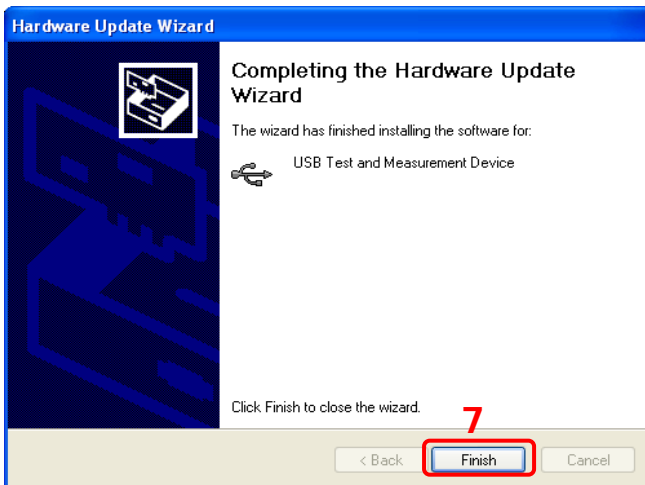 Hardware Update Wizard
Completing the Hardware Update
Wizard
The wizard has finished installing the software for:
USB Test and Measurement Device
Click Finish to close the wizard.
7
< Back Finish Cancel